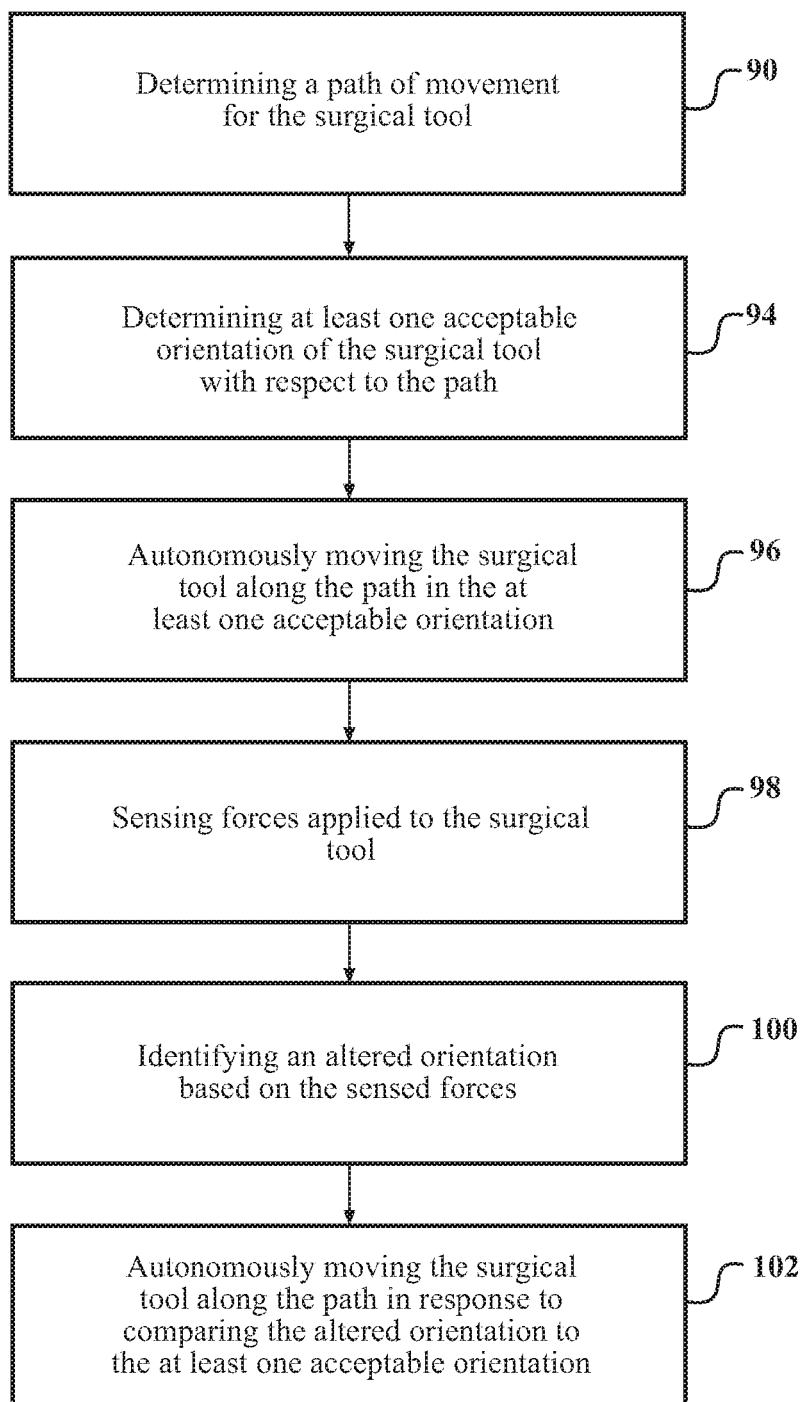 Determining a path of movement
for the surgical tool
90
Determining at least one acceptable
orientation of the surgical tool
with respect to the path
94
Autonomously moving the surgical
tool along the path in the at
least one acceptable orientation
96
Sensing forces applied to the surgical
tool
98
Identifying an altered orientation
based on the sensed forces
100
Autonomously moving the surgical
tool along the path in response to
comparing the altered orientation to
the at least one acceptable orientation
102